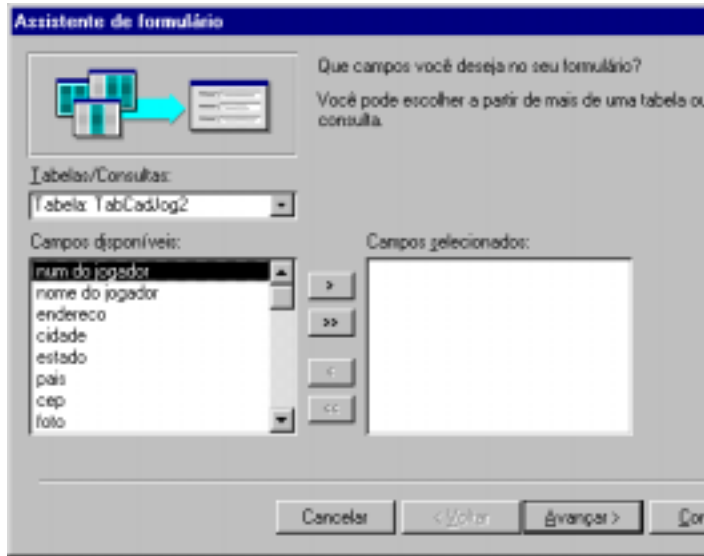 Assistente de formulário
Que campos você deseja no seu formulário?
Você pode escolher a partir de mais de uma tabela ou
consulta.
Tabelas/Consultas:
Tabela: TabCadJog2
Campos disponíveis:
Campos selecionados:
num do jogador
nome do jogador
endereco
cidade
estado
pais
cep
foto
>
>>
<
<<
Cancelar
< Voltar
Avançar >
Con